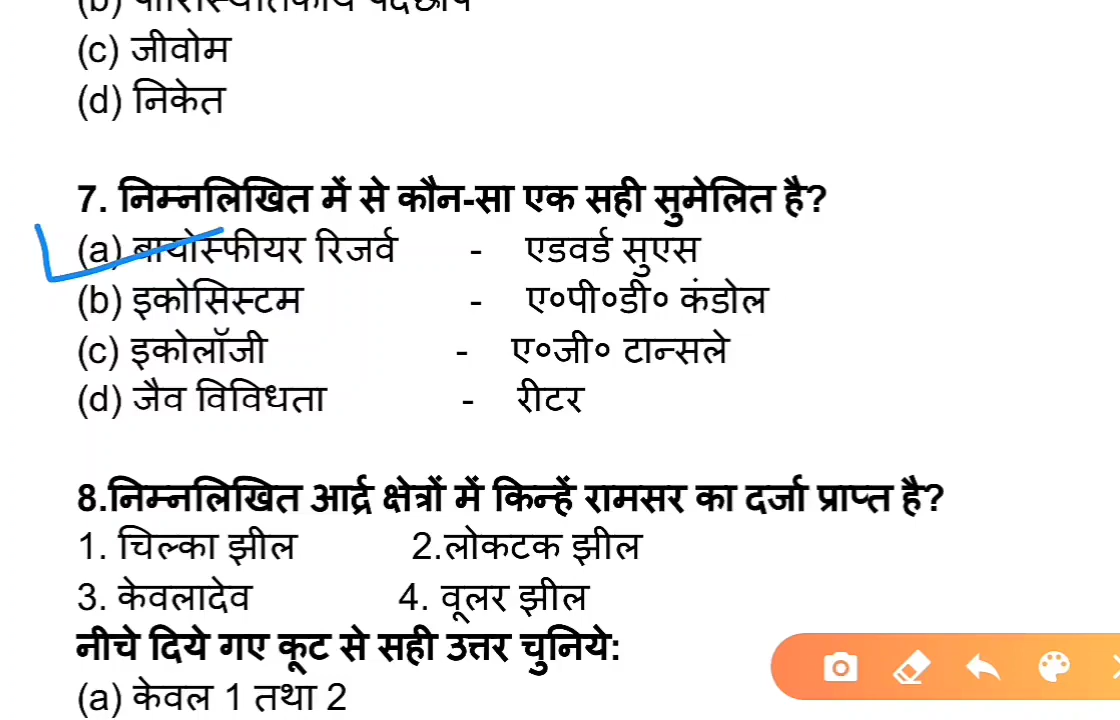 (c) जीवोम
(d) निकेत
7. निम्नलिखित में से कौन-सा एक सही सुमेलित है?
(a) बायोस्फीयर रिजर्व - एडवर्ड सुएस
(b) इकोसिस्टम - ए०पी०डी० कंडोल
(c) इकोलॉजी - ए०जी० टान्सले
(d) जैव विविधता - रीटर
8.निम्नलिखित आर्द्र क्षेत्रों में किन्हें रामसर का दर्जा प्राप्त है?
1. चिल्का झील 2.लोकटक झील
3. केवलादेव 4. वूलर झील
नीचे दिये गए कूट से सही उत्तर चुनिये:
(a) केवल 1 तथा 2